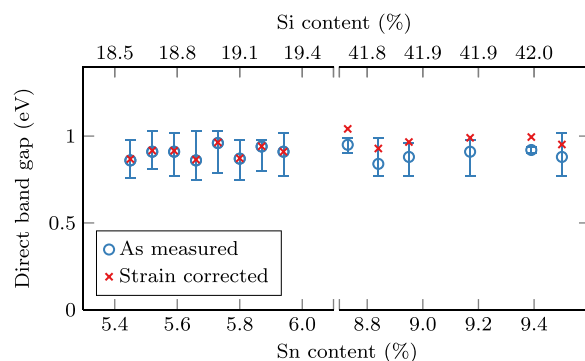 Si content (%)
18.5 18.8 19.1 19.4 41.8 41.9 41.9 42.0
Direct band gap (eV)
1
0.5
0
As measured
Strain corrected
5.4 5.6 5.8 6.0 8.8 9.0 9.2 9.4
Sn content (%)